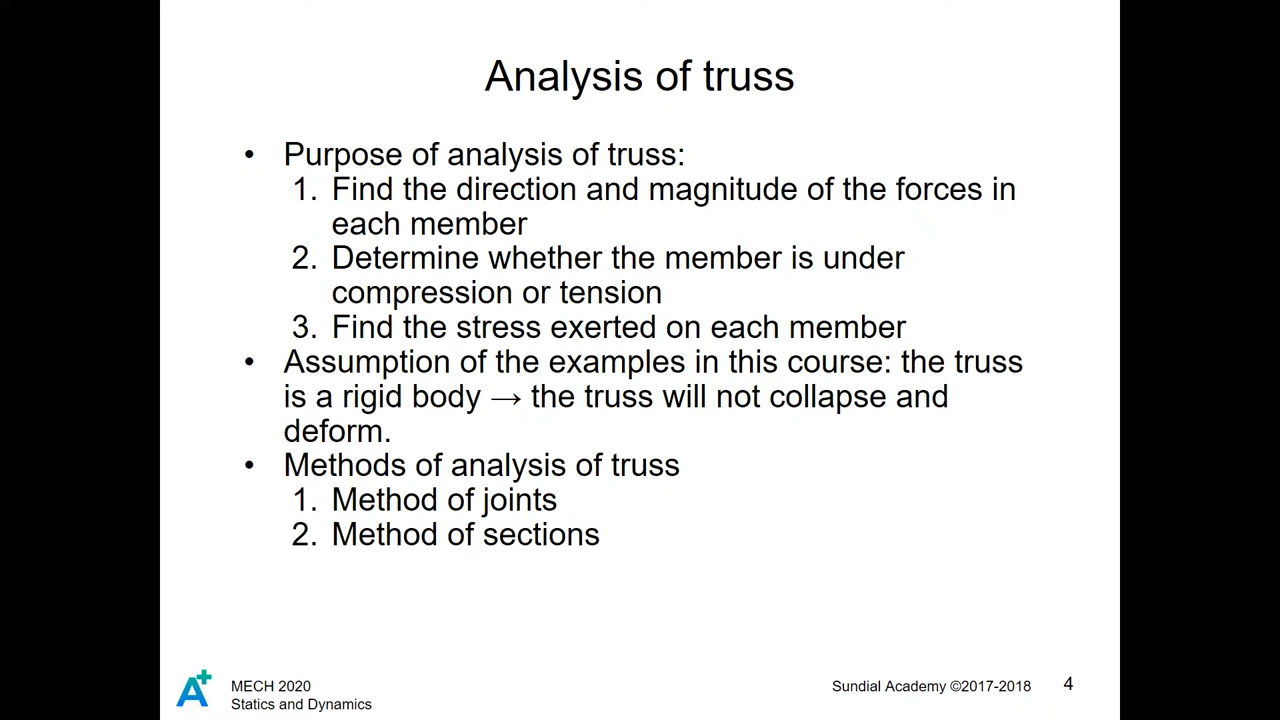 Analysis of truss
• Purpose of analysis of truss:
1. Find the direction and magnitude of the forces in
each member
2. Determine whether the member is under
compression or tension
3. Find the stress exerted on each member
• Assumption of the examples in this course: the truss
is a rigid body → the truss will not collapse and
deform.
• Methods of analysis of truss
1. Method of joints
2. Method of sections
A+
MECH 2020
Statics and Dynamics
Sundial Academy ©2017-2018
4